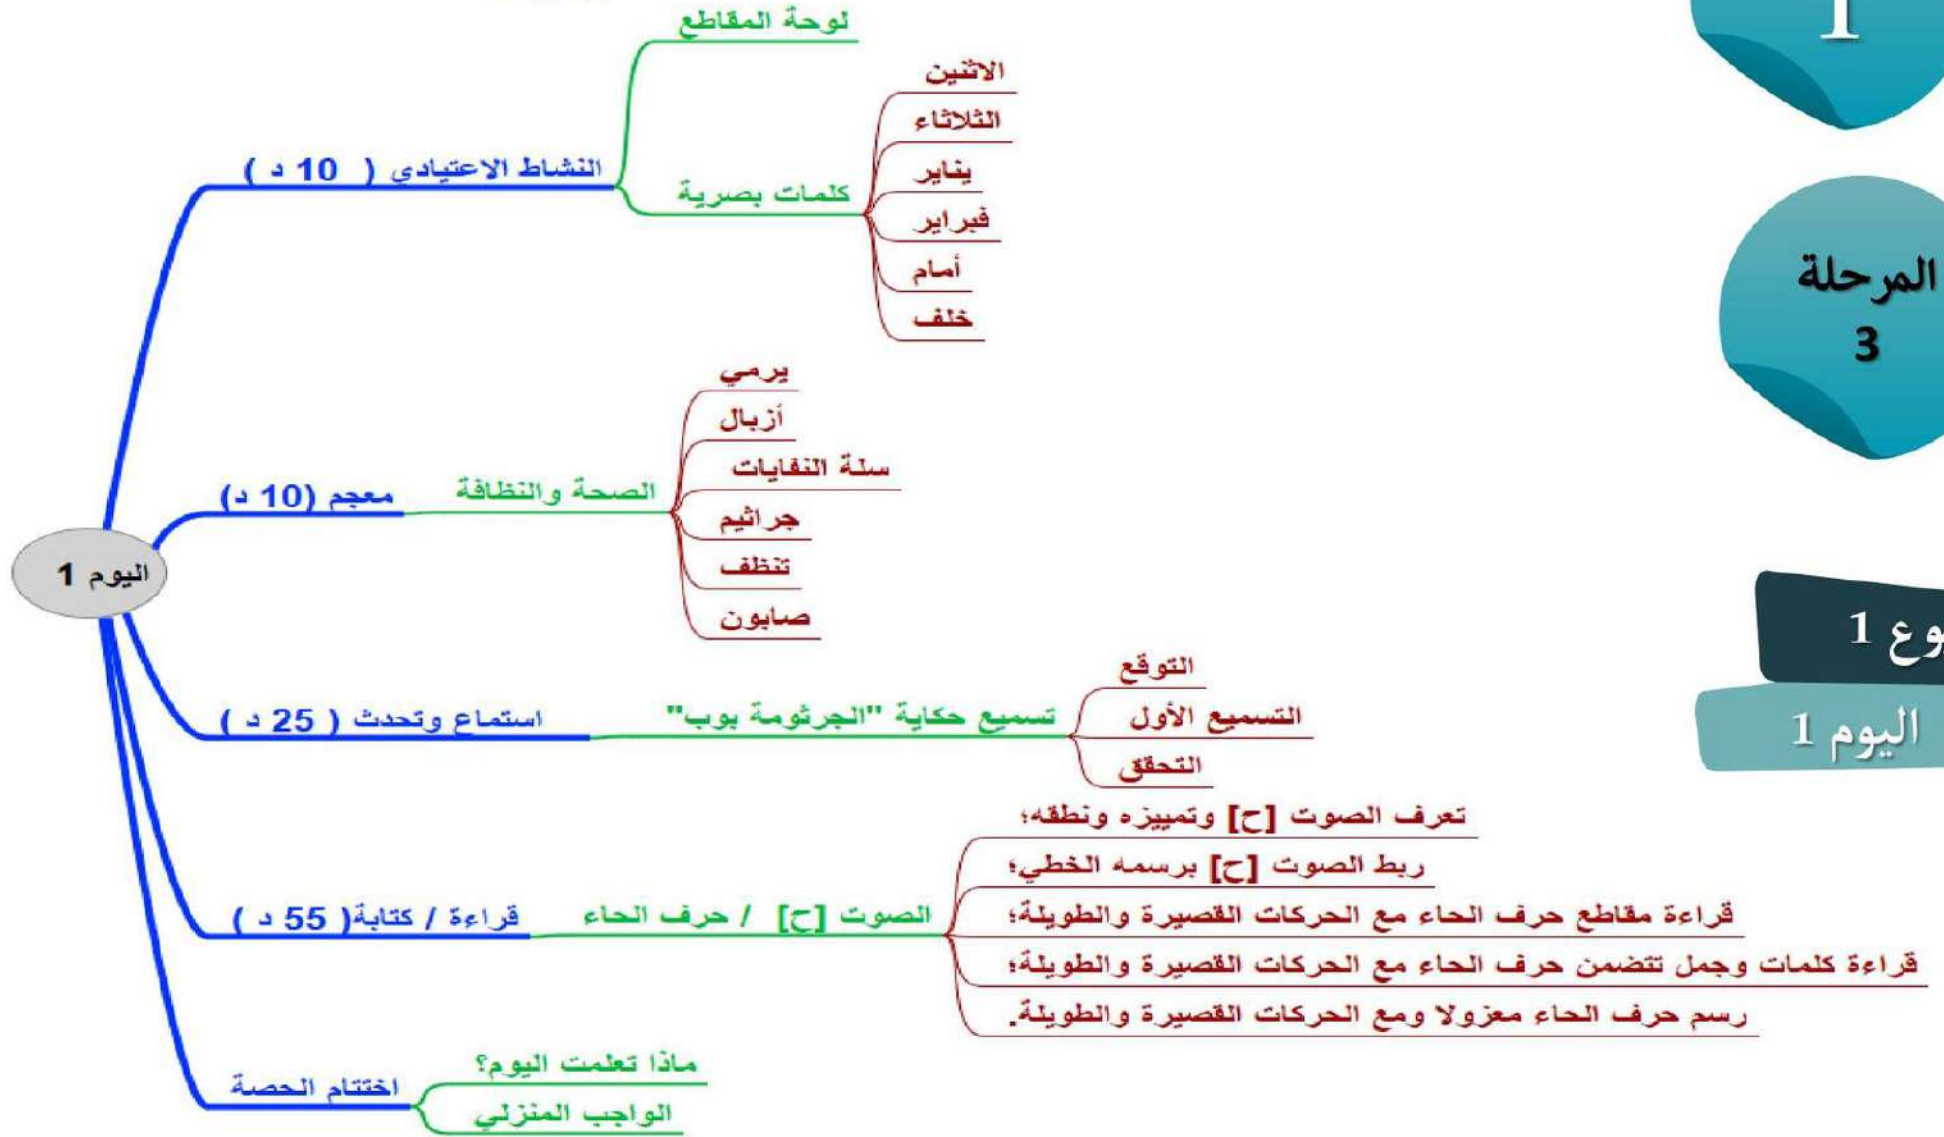 1
المرحلة
3
وع 1
اليوم 1
اليوم 1
النشاط الاعتيادي ( 10 د )
لوحة المقاطع
كلمات بصرية
الاثنين
الثلاثاء
يناير
فبراير
أمام
خلف
معجم (10 د)
الصحة والنظافة
يرمي
أزبال
سلة النفايات
جراثيم
تنظف
صابون
استماع وتحدث ( 25 د )
تسميع حكاية "الجرثومة بوب"
التوقع
التسميع الأول
التحقق
قراءة / كتابة( 55 د )
الصوت [ح] / حرف الحاء
تعرف الصوت [ح] وتمييزه ونطقه؛
ربط الصوت [ح] برسمه الخطي؛
قراءة مقاطع حرف الحاء مع الحركات القصيرة والطويلة؛
قراءة كلمات وجمل تتضمن حرف الحاء مع الحركات القصيرة والطويلة؛
رسم حرف الحاء معزولا ومع الحركات القصيرة والطويلة.
اختتام الحصة
ماذا تعلمت اليوم؟
الواجب المنزلي